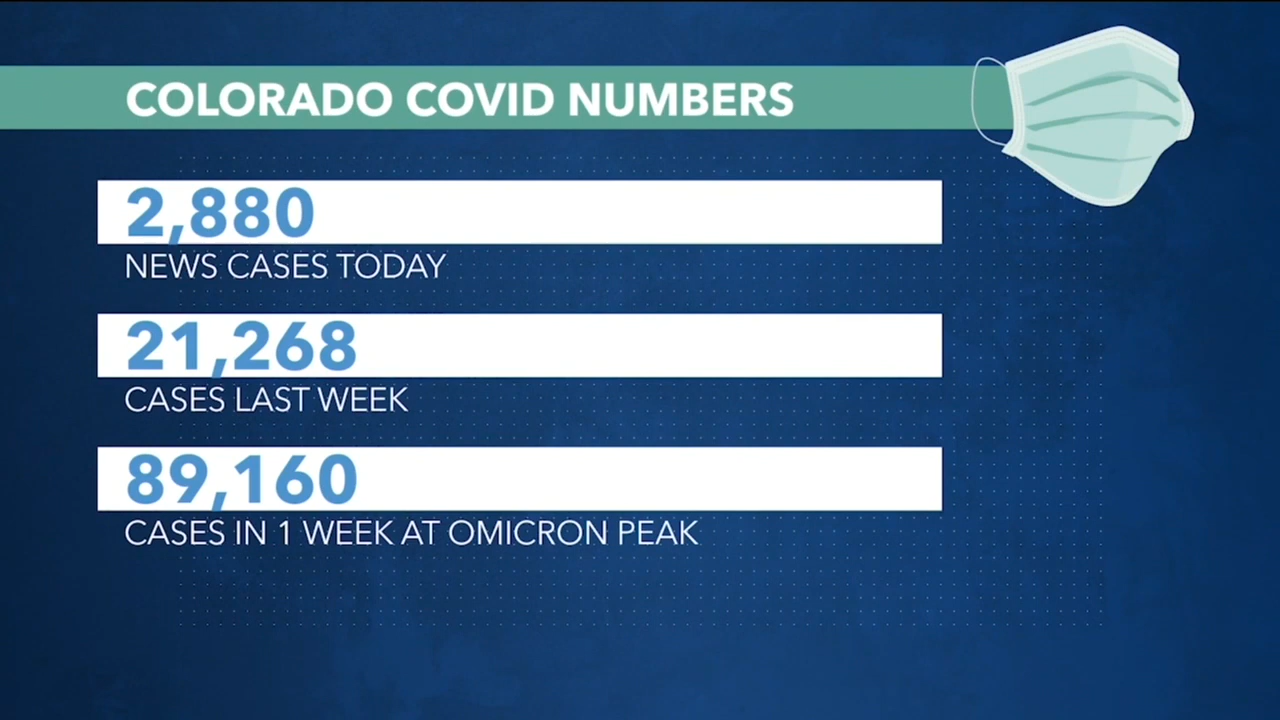 COLORADO COVID NUMBERS
2,880
NEWS CASES TODAY
21,268
CASES LAST WEEK
89,160
CASES IN 1 WEEK AT OMICRON PEAK